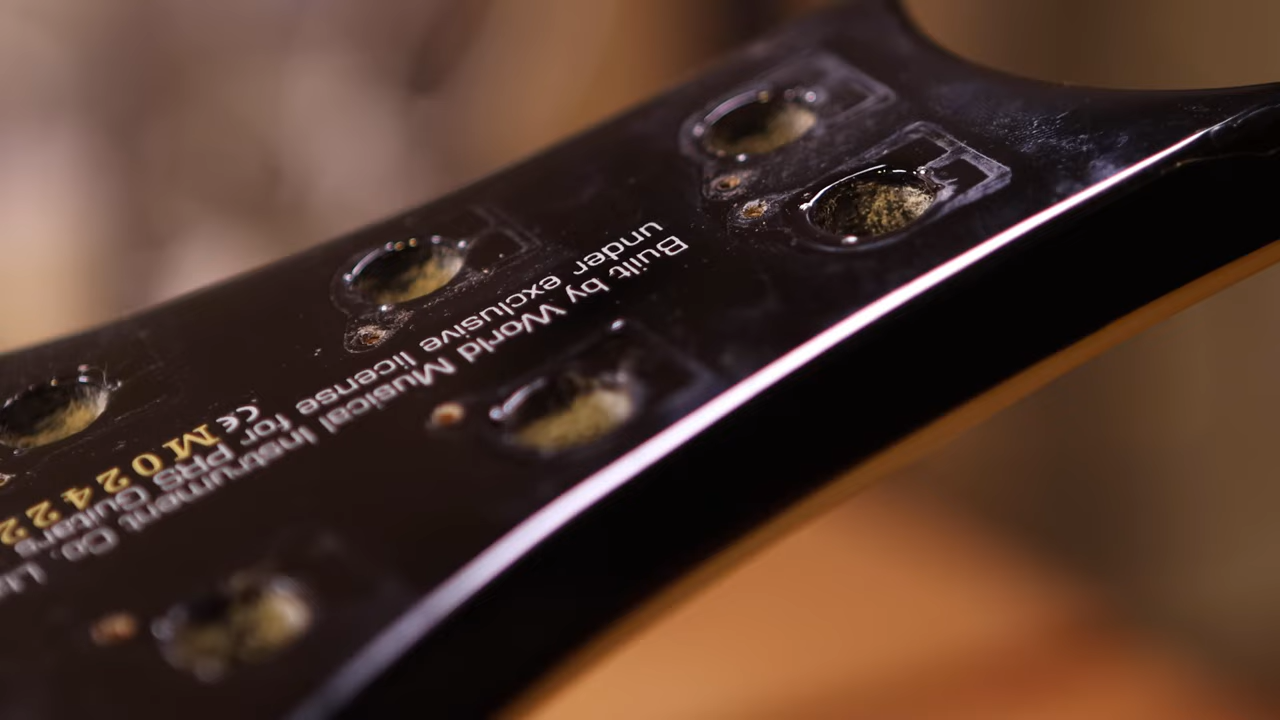 Built by World Musical Instrument Co.
under exclusive license for PRS Guitars
CE M02422